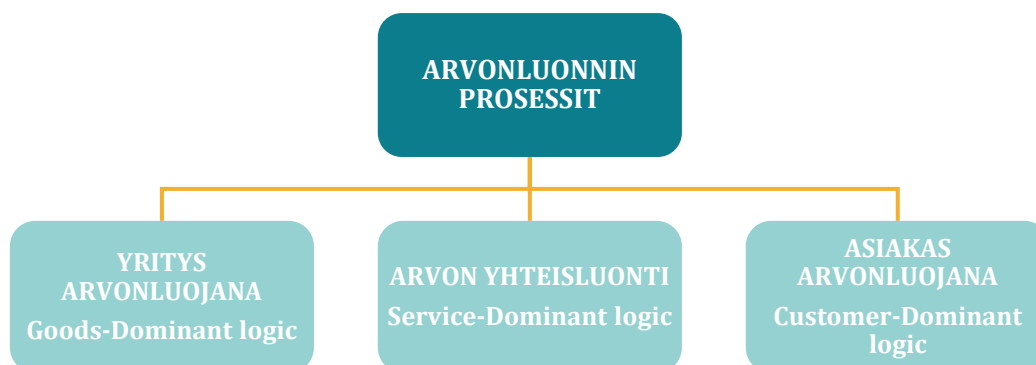 ARVONLUONNIN
PROSESSIT
YRITYS
ARVONLUOJANA
Goods-Dominant logic
ARVON YHTEISLUONTI
Service-Dominant logic
ASIAKAS
ARVONLUOJANA
Customer-Dominant
logic